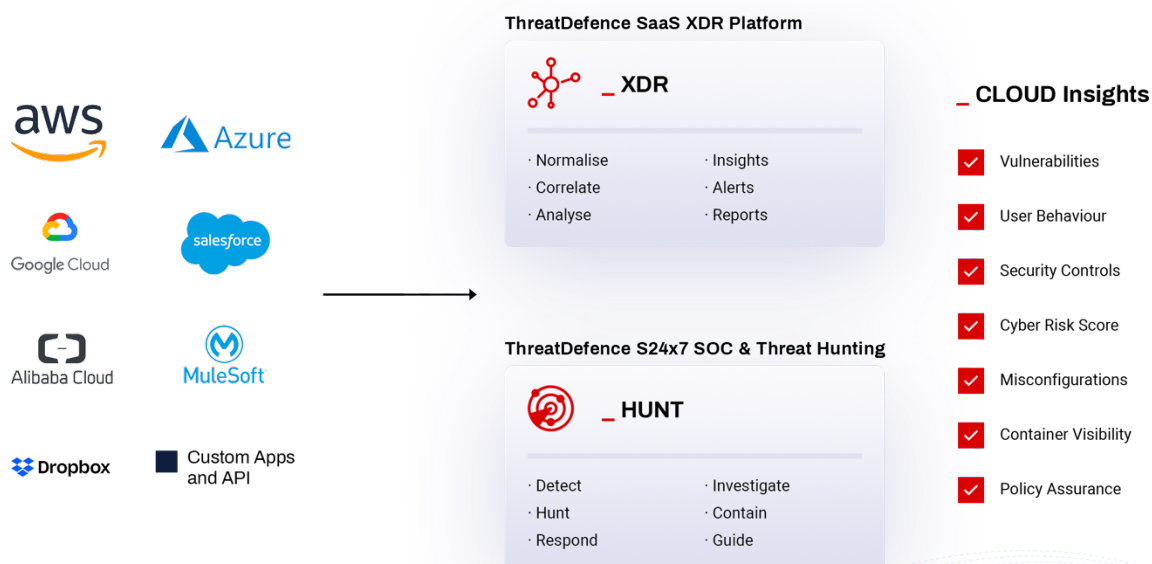 aws
Azure
Google Cloud
salesforce
Alibaba Cloud
MuleSoft
Dropbox
Custom Apps
and API
ThreatDefence SaaS XDR Platform
_ XDR
· Normalise
· Correlate
· Analyse
· Insights
· Alerts
· Reports
ThreatDefence S24x7 SOC & Threat Hunting
_ HUNT
· Detect
· Hunt
· Respond
· Investigate
· Contain
· Guide
_ CLOUD Insights
Vulnerabilities
User Behaviour
Security Controls
Cyber Risk Score
Misconfigurations
Container Visibility
Policy Assurance